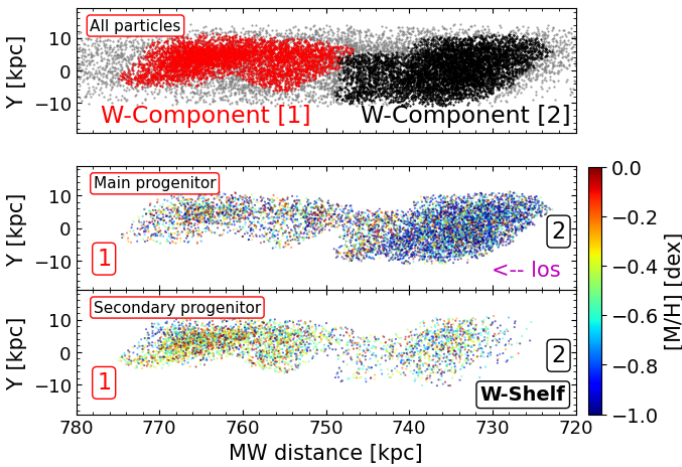 All particles
10
0
−10
Y [kpc]
W-Component [1]
W-Component [2]
Main progenitor
10
0
−10
Y [kpc]
1
2
<-- los
Secondary progenitor
10
0
−10
Y [kpc]
1
2
W-Shelf
780
770
760
750
740
730
720
MW distance [kpc]
0.0
−0.2
−0.4
−0.6
−0.8
−1.0
[M/H] [dex]